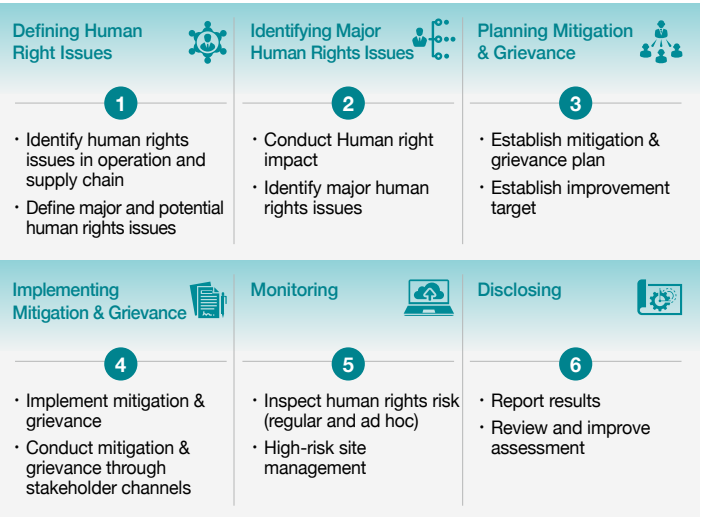 Defining Human
Right Issues
1
· Identify human rights
issues in operation and
supply chain
· Define major and potential
human rights issues
Identifying Major
Human Rights Issues
2
· Conduct Human right
impact
· Identify major human
rights issues
Planning Mitigation
& Grievance
3
· Establish mitigation &
grievance plan
· Establish improvement
target
Implementing
Mitigation & Grievance
4
· Implement mitigation &
grievance
· Conduct mitigation &
grievance through
stakeholder channels
Monitoring
5
· Inspect human rights risk
(regular and ad hoc)
· High-risk site
management
Disclosing
6
· Report results
· Review and improve
assessment